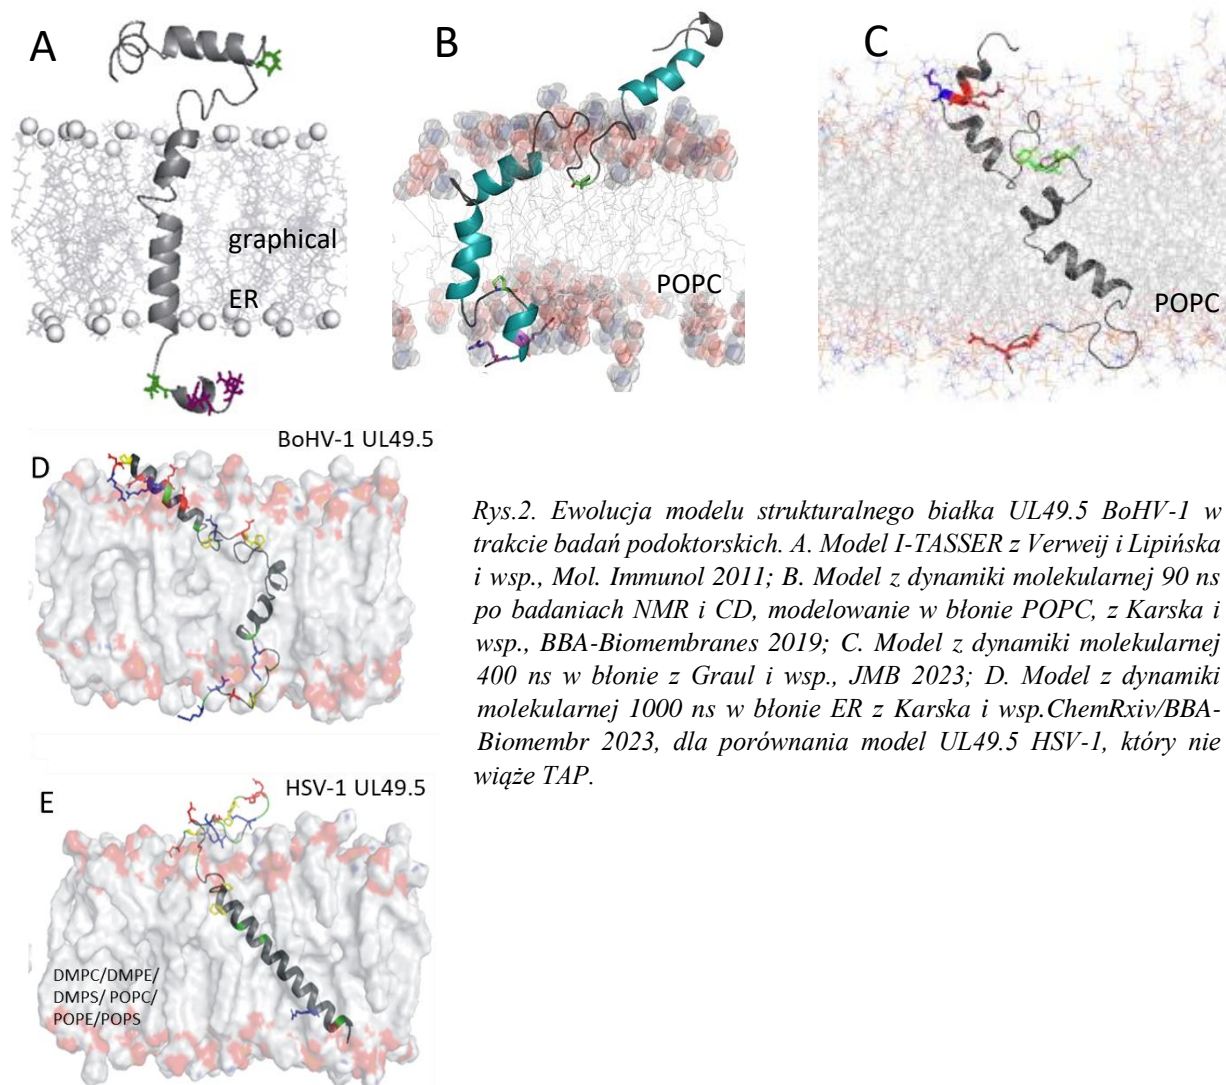 A
B
C
graphical
ER
POPC
POPC
BoHV-1 UL49.5
D
Rys.2. Ewolucja modelu strukturalnego białka UL49.5 BoHV-1 w
trakcie badań podoktorskich. A. Model I-TASSER z Verweij i Lipińska
i wsp., Mol. Immunol 2011; B. Model z dynamiki molekularnej 90 ns
po badaniach NMR i CD, modelowanie w błonie POPC, z Karska i
wsp., BBA-Biomembranes 2019; C. Model z dynamiki molekularnej
400 ns w błonie z Graul i wsp., JMB 2023; D. Model z dynamiki
molekularnej 1000 ns w błonie ER z Karska i wsp.ChemRxiv/BBA-
Biomembr 2023, dla porównania model UL49.5 HSV-1, który nie
wiąże TAP.
HSV-1 UL49.5
E
DMPC/DMPE/
DMPS/ POPC/
POPE/POPS